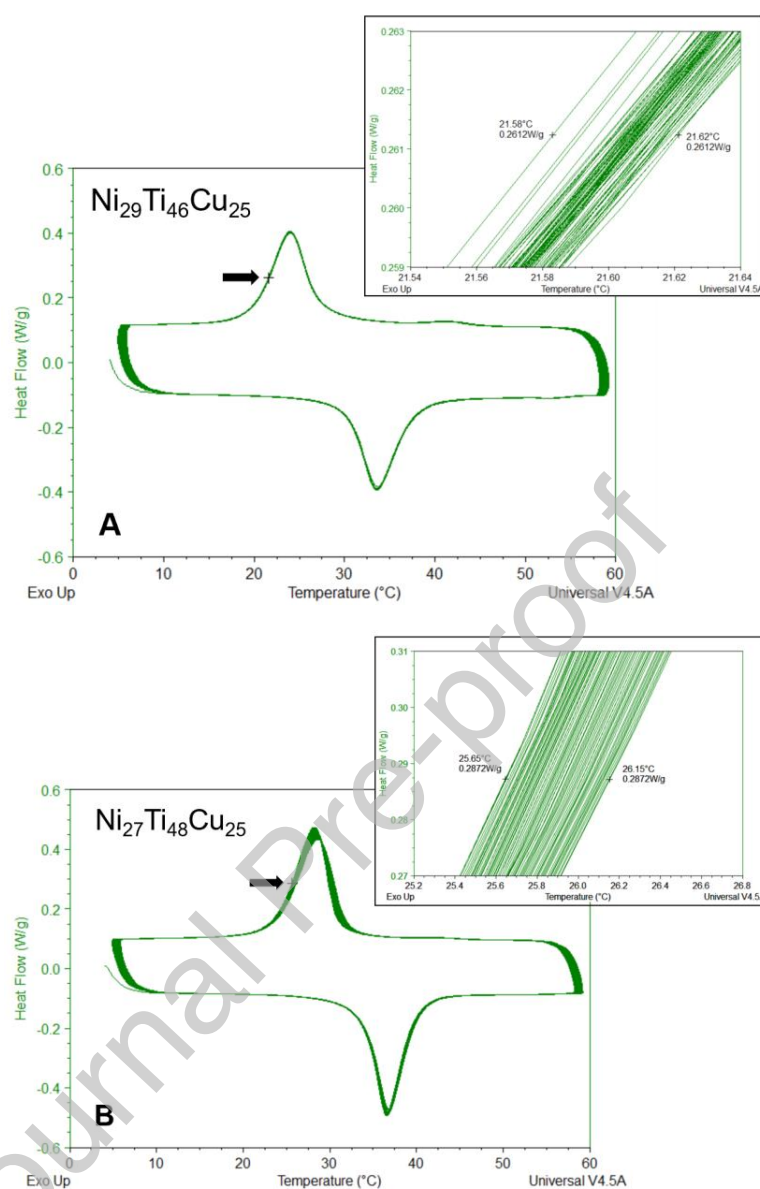 0.263
0.262
0.261
0.260
0.259
Heat Flow (W/g)
21.58°C
0.2612W/g
21.62°C
0.2612W/g
21.54 21.56 21.58 21.60 21.62 21.64
Exo Up Temperature (°C) Universal V4.5A
Ni29Ti46Cu25
0.6
0.4
0.2
0.0
-0.2
-0.4
-0.6
Heat Flow (W/g)
A
0 10 20 30 40 50 60
Exo Up Temperature (°C) Universal V4.5A
0.31
0.30
0.29
0.28
0.27
Heat Flow (W/g)
25.65°C
0.2872W/g
26.15°C
0.2872W/g
25.2 25.4 25.6 25.8 26.0 26.2 26.4 26.6 26.8
Exo Up Temperature (°C) Universal V4.5A
Ni27Ti48Cu25
0.6
0.4
0.2
0.0
-0.2
-0.4
-0.6
Heat Flow (W/g)
B
0 10 20 30 40 50 60
Exo Up Temperature (°C) Universal V4.5A
Journal Pre-proof